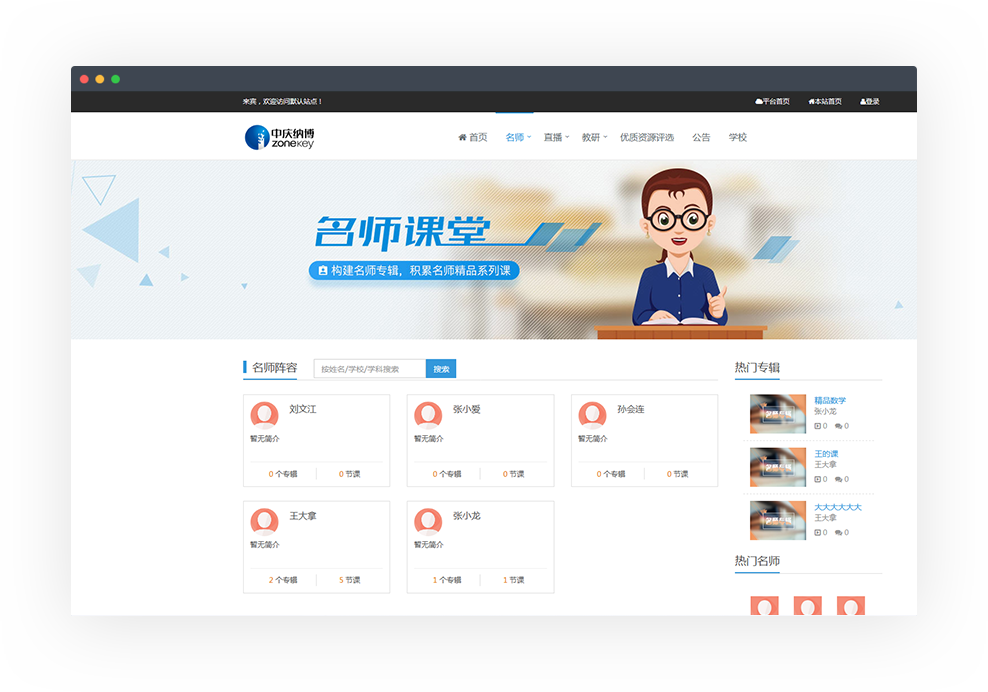 来宾，欢迎访问默认站点！ 平台首页 本站首页 登录
中庆纳博
zonekey
首页 名师 直播 教研 优质资源评选 公告 学校
名师课堂
构建名师专辑，积累名师精品系列课
名师阵容 按姓名/学校/学科搜索 搜索
刘文江
暂无简介
0 个专辑 0 节课
张小爱
暂无简介
0 个专辑 0 节课
孙会连
暂无简介
0 个专辑 0 节课
王大拿
暂无简介
2 个专辑 5 节课
张小龙
暂无简介
1 个专辑 1 节课
热门专辑
精品数学
张小龙
0 0
王的课
王大拿
0 0
大大大大大大
王大拿
0 0
热门名师